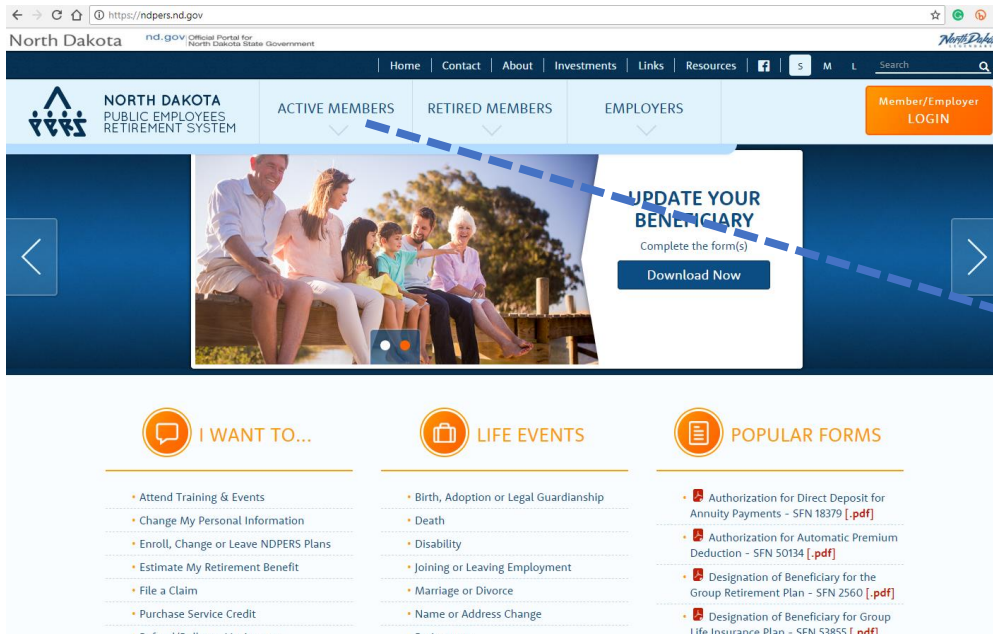 https://ndpers.nd.gov
North Dakota nd.gov Official Portal for
North Dakota State Government
Home Contact About Investments Links Resources S M L Search
NORTH DAKOTA
PUBLIC EMPLOYEES
RETIREMENT SYSTEM
ACTIVE MEMBERS RETIRED MEMBERS EMPLOYERS
Member/Employer
LOGIN
UPDATE YOUR
BENEFICIARY
Complete the form(s)
Download Now
I WANT TO...
• Attend Training & Events
• Change My Personal Information
• Enroll, Change or Leave NDPERS Plans
• Estimate My Retirement Benefit
• File a Claim
• Purchase Service Credit
LIFE EVENTS
• Birth, Adoption or Legal Guardianship
• Death
• Disability
• Joining or Leaving Employment
• Marriage or Divorce
• Name or Address Change
POPULAR FORMS
• Authorization for Direct Deposit for
Annuity Payments - SFN 18379 [.pdf]
• Authorization for Automatic Premium
Deduction - SFN 50134 [.pdf]
• Designation of Beneficiary for the
Group Retirement Plan - SFN 2560 [.pdf]
• Designation of Beneficiary for Group
Life Insurance Plan - SFN 53855 [.pdf]